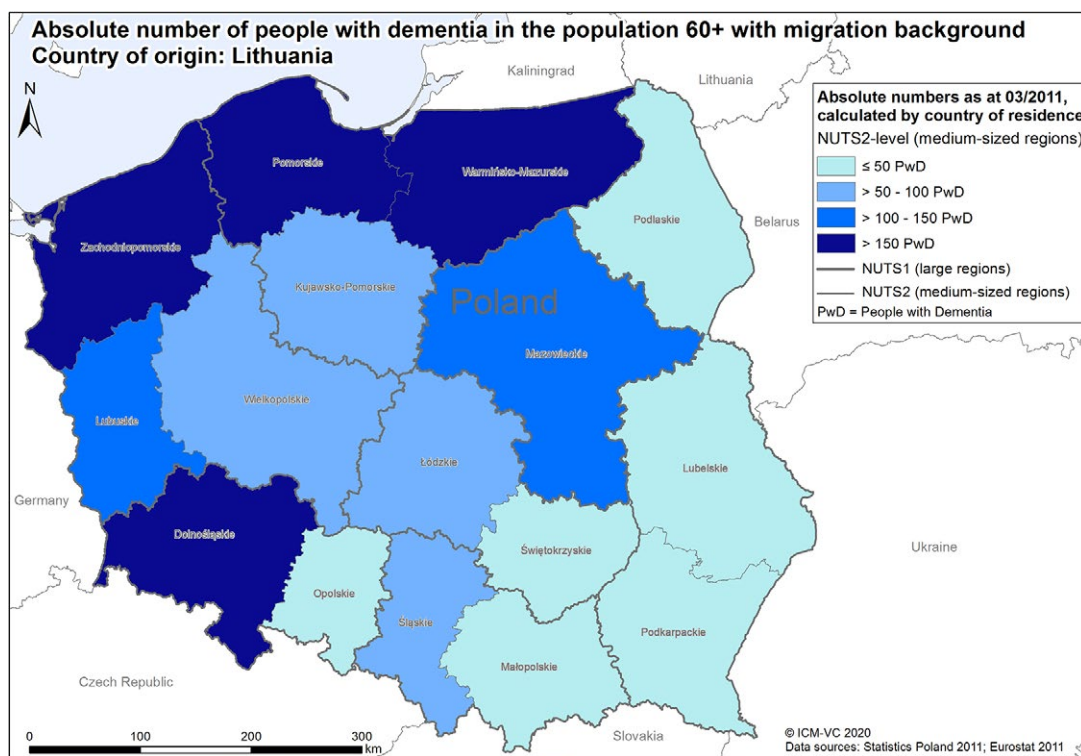 Absolute number of people with dementia in the population 60+ with migration background
Country of origin: Lithuania
N
Kaliningrad
Lithuania
Absolute numbers as at 03/2011,
calculated by country of residence
NUTS2-level (medium-sized regions)
≤ 50 PwD
> 50 - 100 PwD
> 100 - 150 PwD
> 150 PwD
NUTS1 (large regions)
NUTS2 (medium-sized regions)
PwD = People with Dementia
Pomorskie
Warmińsko-Mazurskie
Podlaskie
Belarus
Zachodniopomorskie
Kujawsko-Pomorskie
Poland
Mazowieckie
Wielkopolskie
Lubuskie
Łódzkie
Lubelskie
Germany
Dolnośląskie
Świętokrzyskie
Ukraine
Opolskie
Śląskie
Podkarpackie
Małopolskie
Czech Republic
Slovakia
0 100 200 300
km
© ICM-VC 2020
Data sources: Statistics Poland 2011; Eurostat 2011